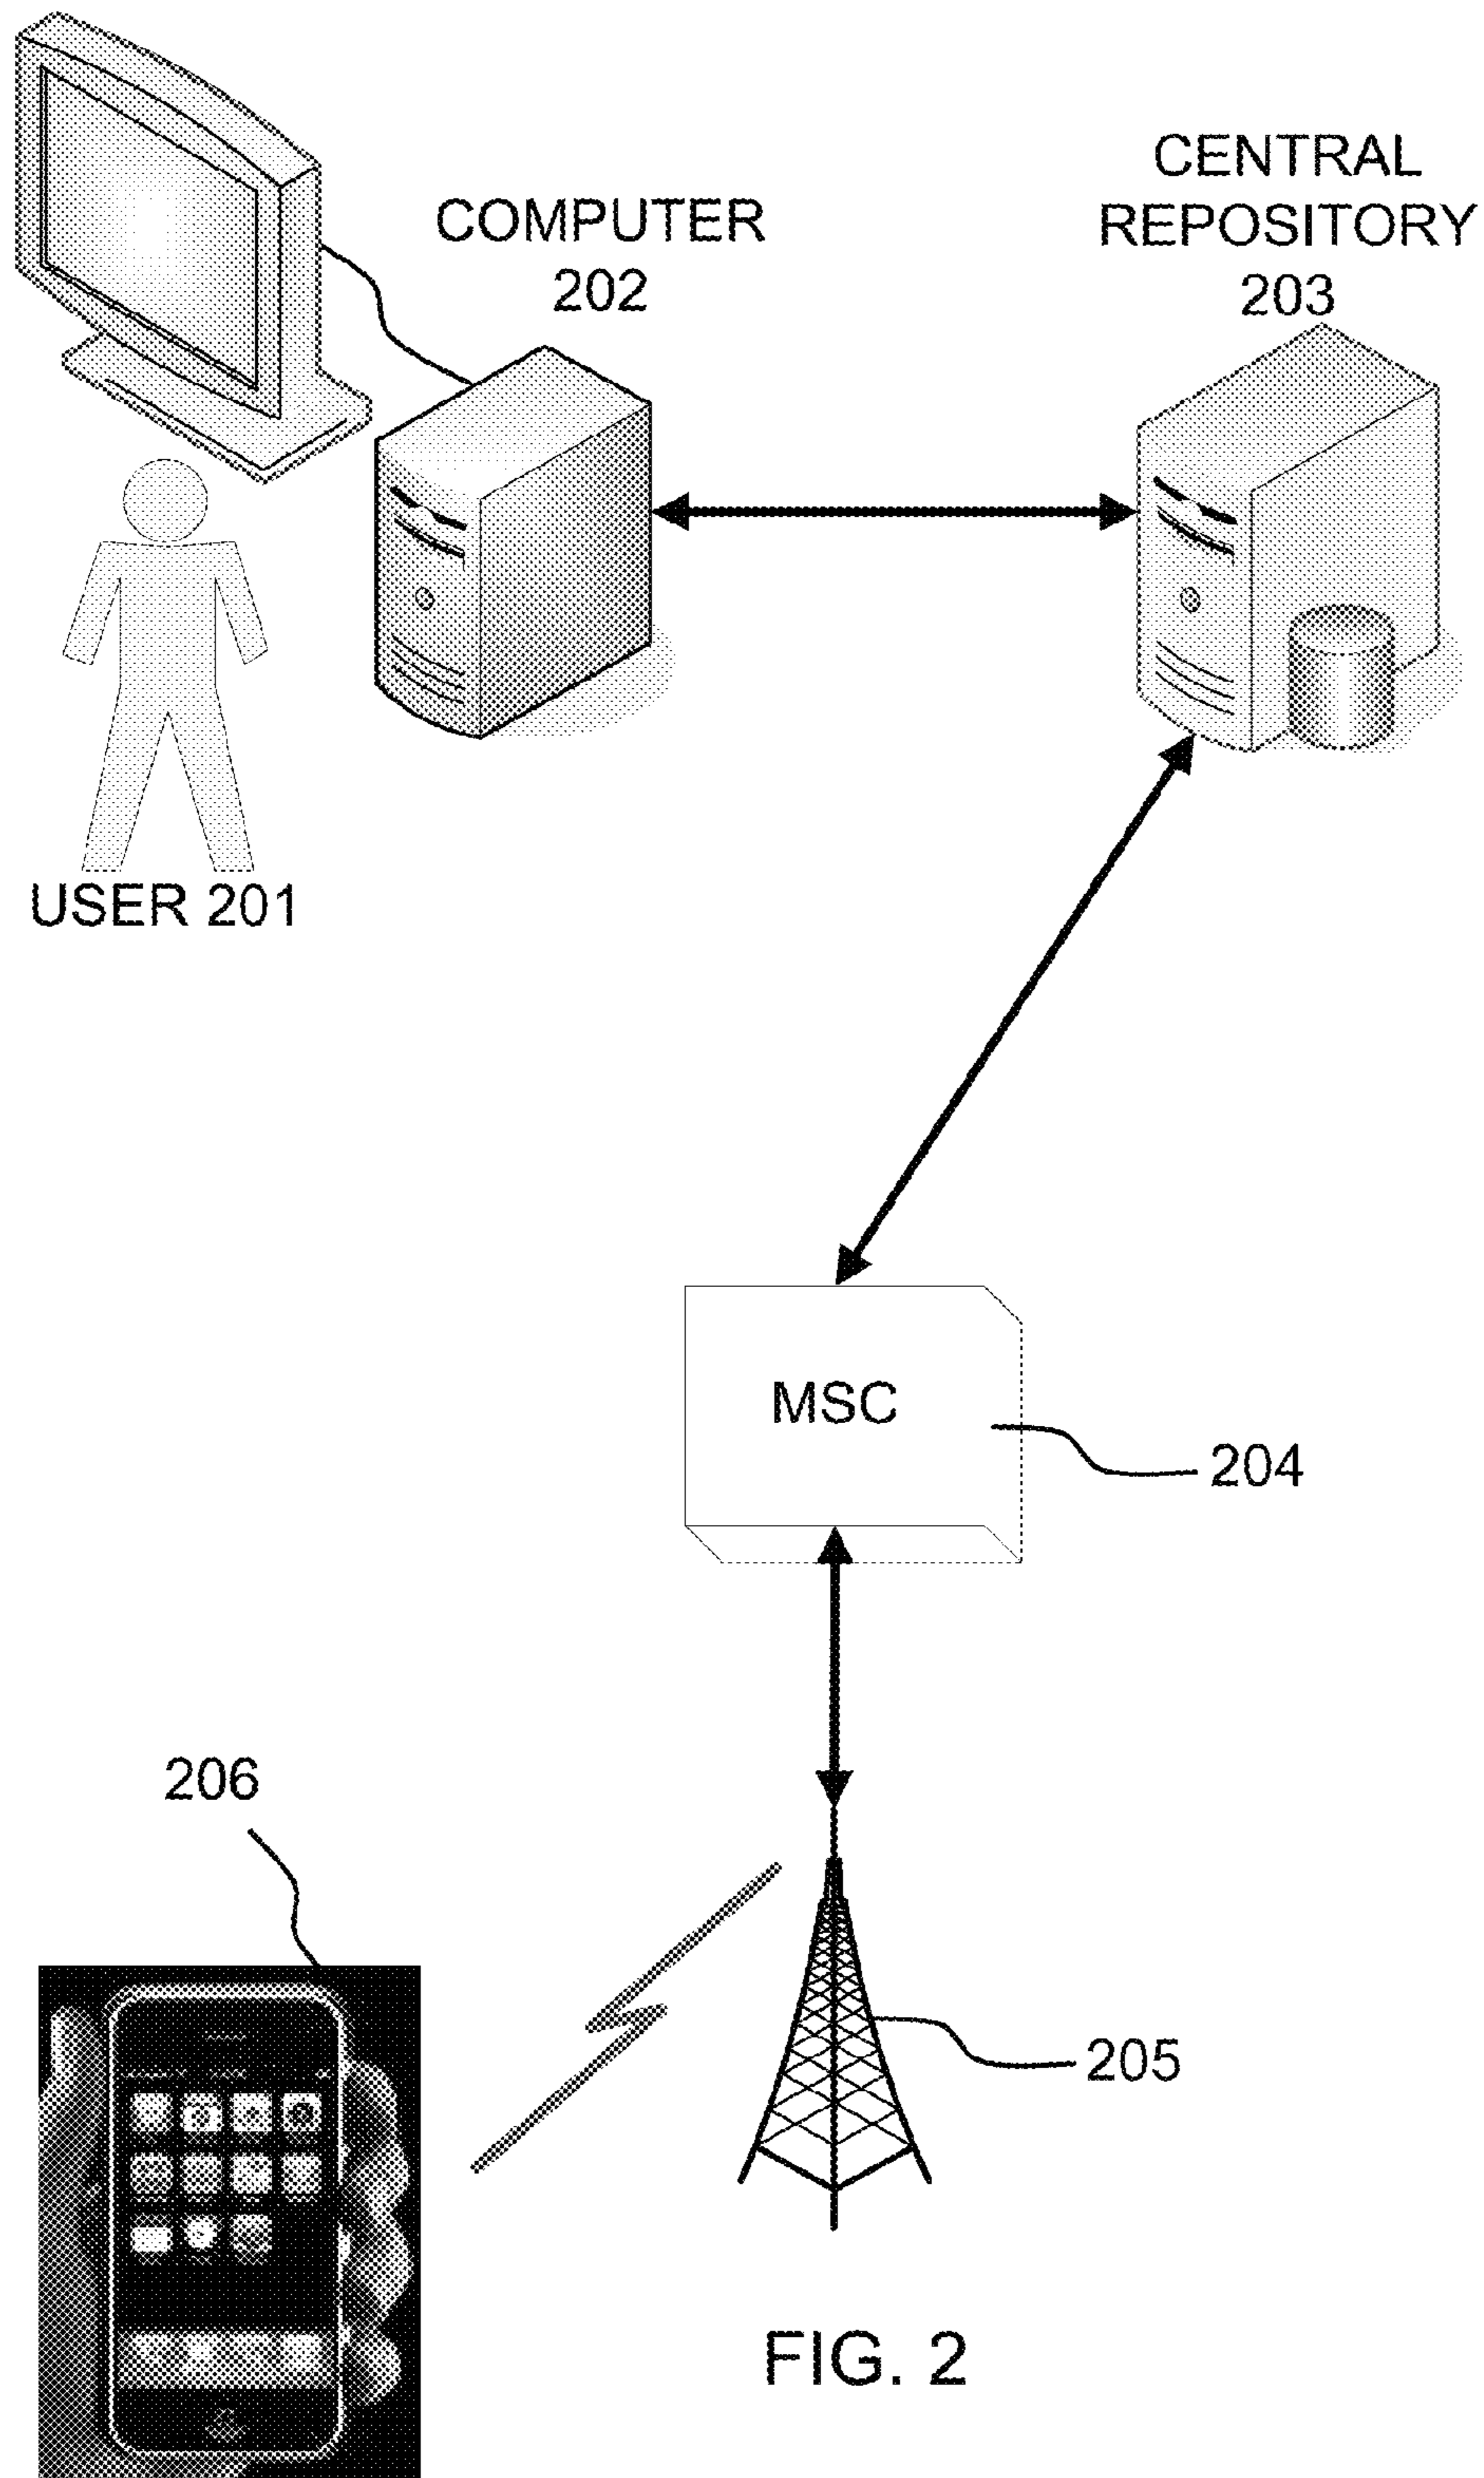 COMPUTER
202
CENTRAL
REPOSITORY
203
USER 201
MSC
204
206
205
FIG. 2